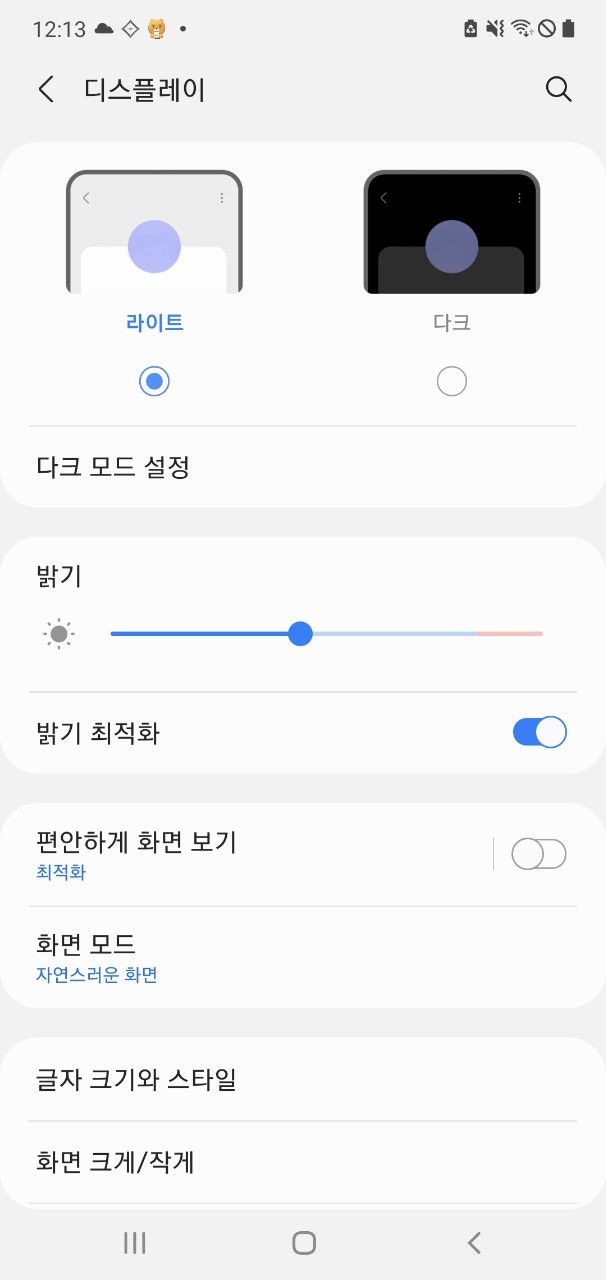 12:13
디스플레이
라이트
다크
다크 모드 설정
밝기
밝기 최적화
편안하게 화면 보기
최적화
화면 모드
자연스러운 화면
글자 크기와 스타일
화면 크게/작게